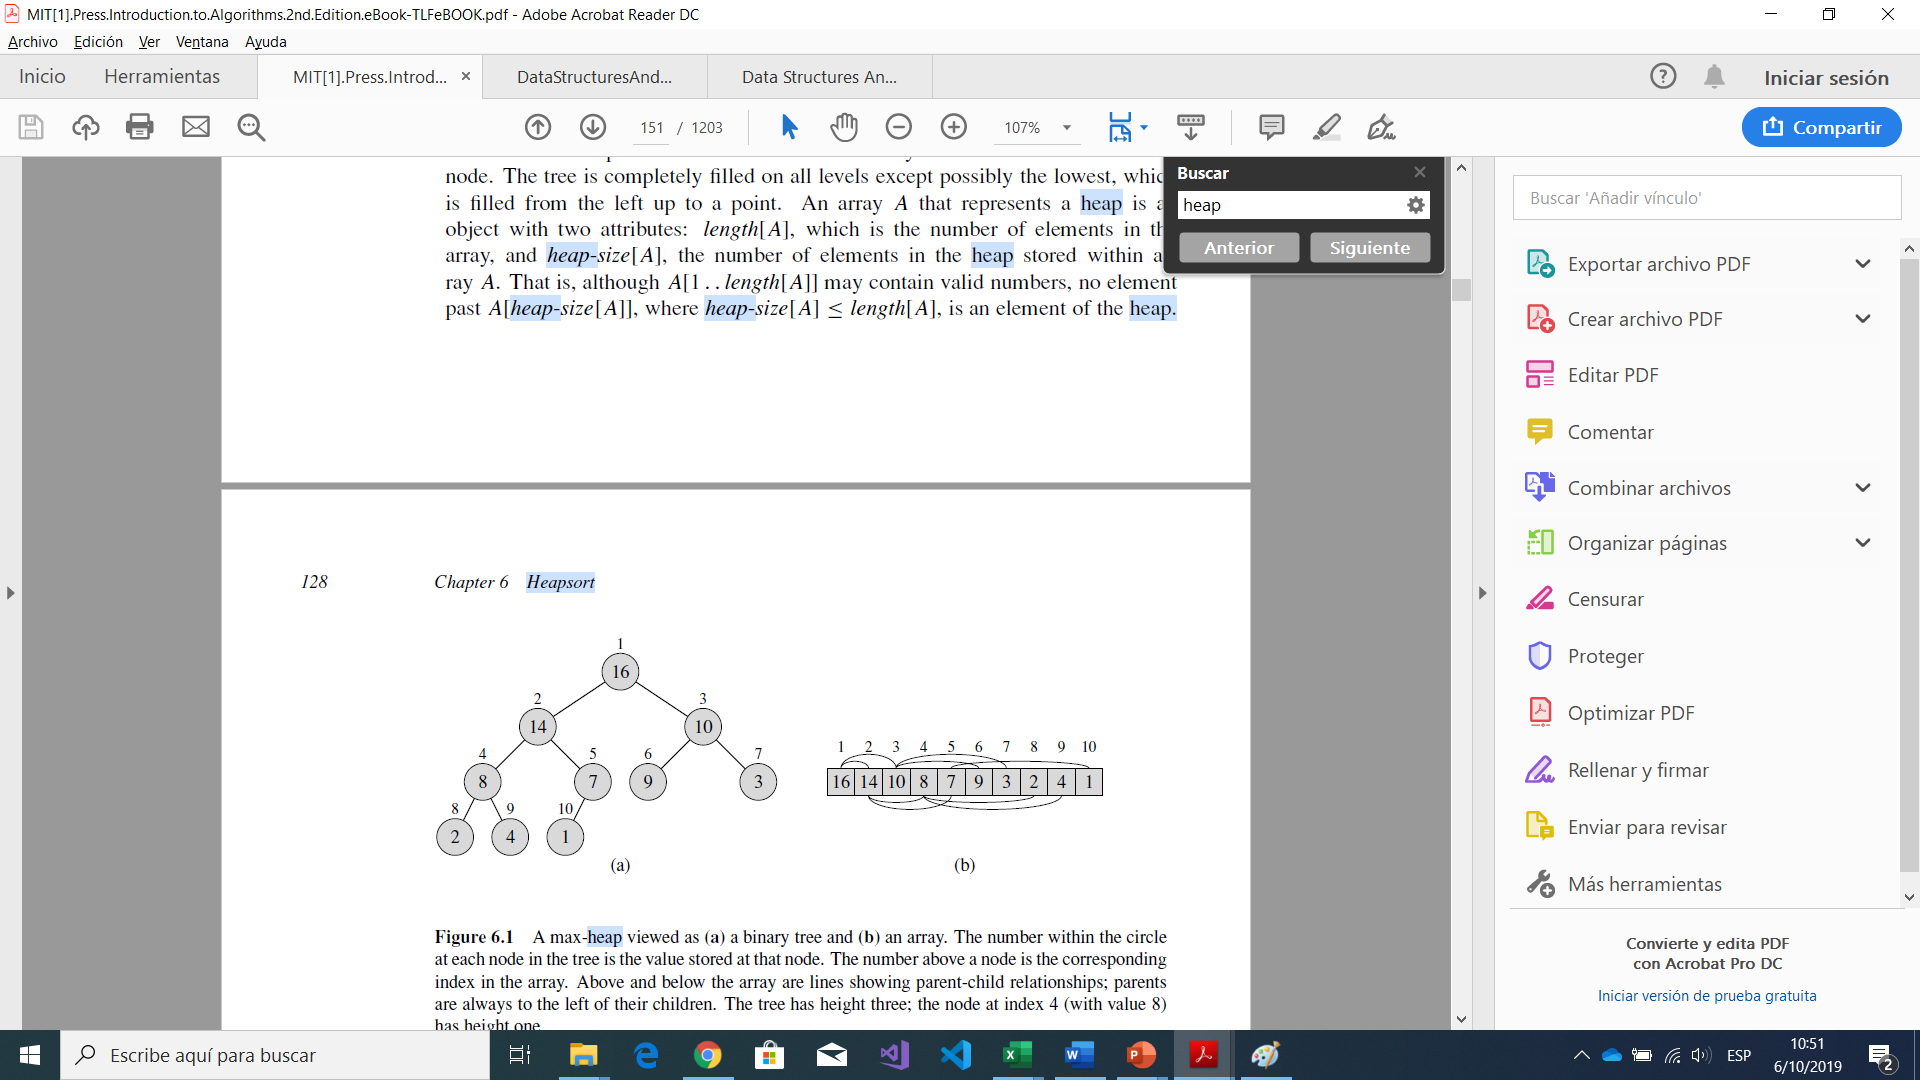 MIT[1].Press.Introduction.to.Algorithms.2nd.Edition.eBook-TLFeBOOK.pdf - Adobe Acrobat Reader DC
Archivo Edición Ver Ventana Ayuda
Inicio Herramientas MIT[1].Press.Introd... × DataStructuresAnd... Data Structures An... Iniciar sesión
151 / 1203 107% Compartir
node. The tree is completely filled on all levels except possibly the lowest,
is filled from the left up to a point. An array A that represents a heap is
object with two attributes: length[A], which is the number of elements in
array, and heap-size[A], the number of elements in the heap stored within
ray A. That is, although A[1 . . length[A]] may contain valid numbers, no element
past A[heap-size[A]], where heap-size[A] ≤ length[A], is an element of the heap.
Buscar
heap
Anterior Siguiente
128 Chapter 6 Heapsort
1
16
2 3
14 10
4 5 6 7
8 7 9 3
8 9 10
2 4 1
(a)
1 2 3 4 5 6 7 8 9 10
16 14 10 8 7 9 3 2 4 1
(b)
Figure 6.1 A max-heap viewed as (a) a binary tree and (b) an array. The number within the circle
at each node in the tree is the value stored at that node. The number above a node is the corresponding
index in the array. Above and below the array are lines showing parent-child relationships; parents
are always to the left of their children. The tree has height three; the node at index 4 (with value 8)
has height one.
Buscar 'Añadir vínculo'
Exportar archivo PDF
Crear archivo PDF
Editar PDF
Comentar
Combinar archivos
Organizar páginas
Censurar
Proteger
Optimizar PDF
Rellenar y firmar
Enviar para revisar
Más herramientas
Convierte y edita PDF
con Acrobat Pro DC
Iniciar versión de prueba gratuita
Escribe aquí para buscar
ESP
10:51
6/10/2019
2